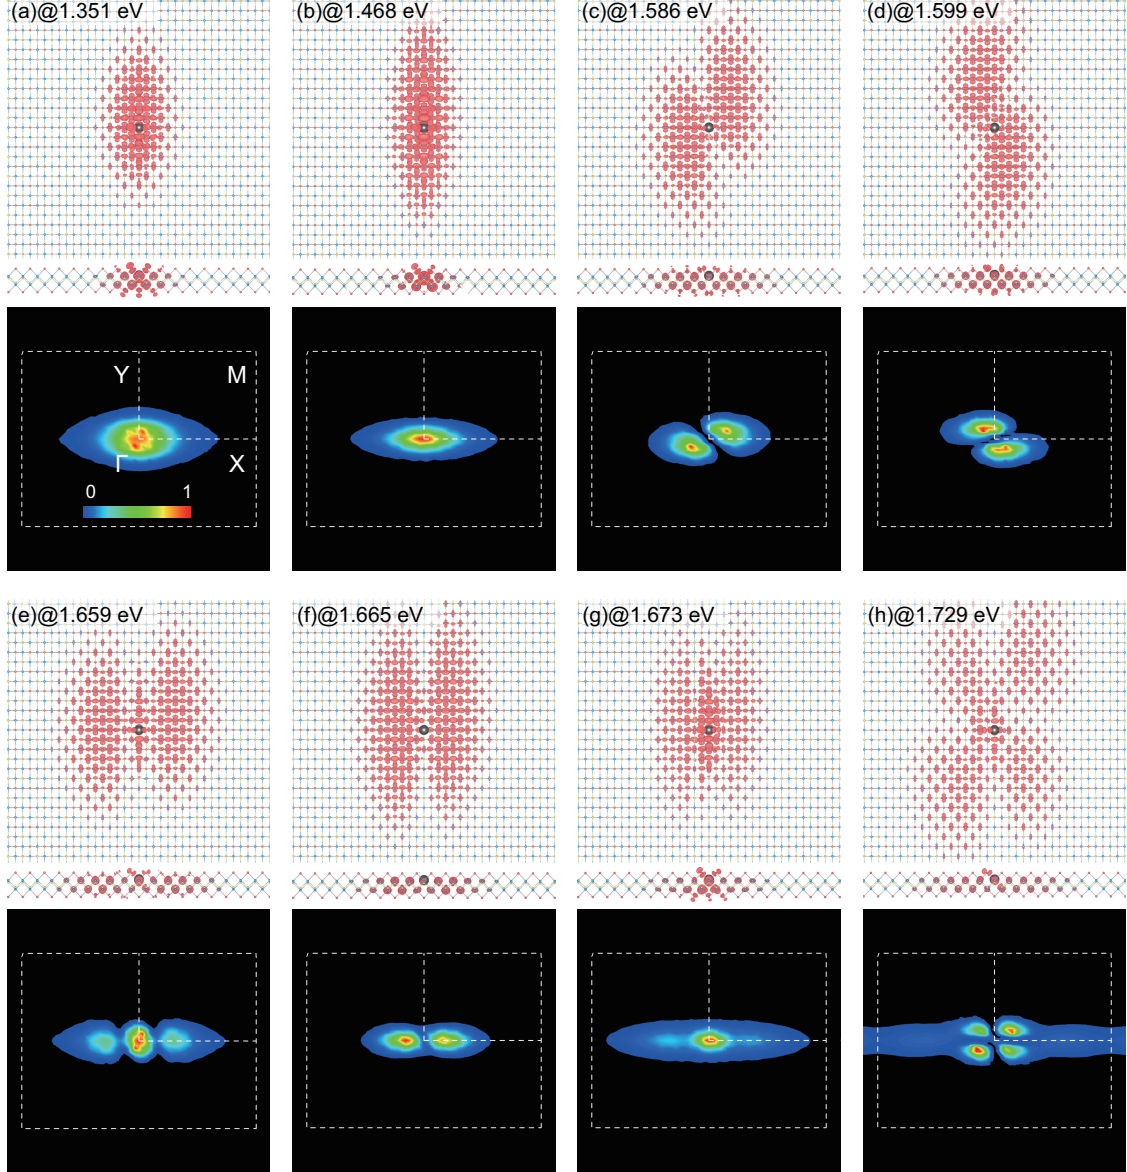 (a)@1.351 eV
(b)@1.468 eV
(c)@1.586 eV
(d)@1.599 eV
Y
M
Γ
X
0
1
(e)@1.659 eV
(f)@1.665 eV
(g)@1.673 eV
(h)@1.729 eV